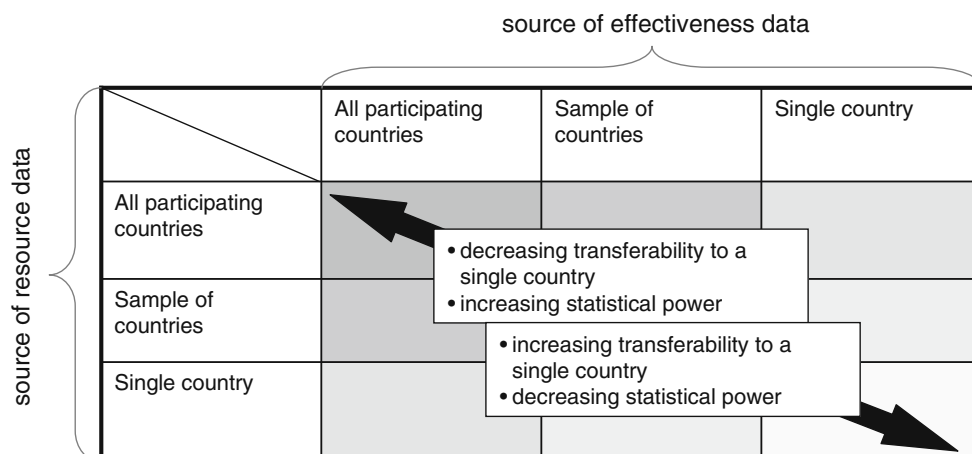 source of effectiveness data
source of resource data
All participating
countries
Sample of
countries
Single country
All participating
countries
• decreasing transferability to a
single country
• increasing statistical power
Sample of
countries
• increasing transferability to a
single country
• decreasing statistical power
Single country